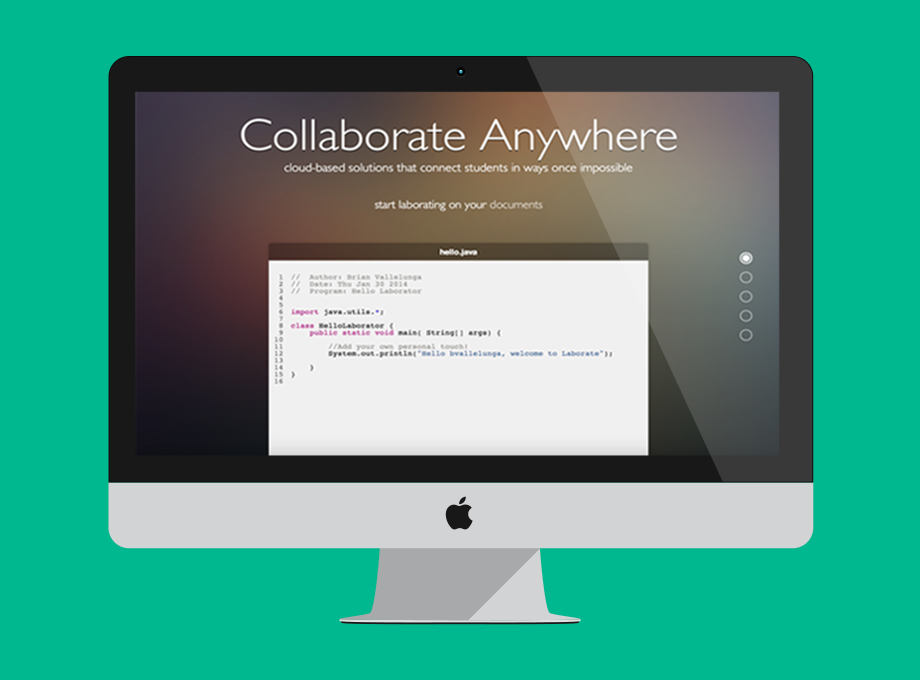 Collaborate Anywhere
cloud-based solutions that connect students in ways once impossible
start laborating on your documents
hello.java
1 // Author: Brian Vallelunga
2 // Date: Thu Jan 30 2014
3 // Program: Hello Laborator
4
5
6 import java.utils.*;
7
8 class HelloLaborator {
9 public static void main( String[] args) {
10
11 //Add your own personal touch!
12 System.out.println("Hello bvallelunga, welcome to Laborate");
13
14 }
15 }
16